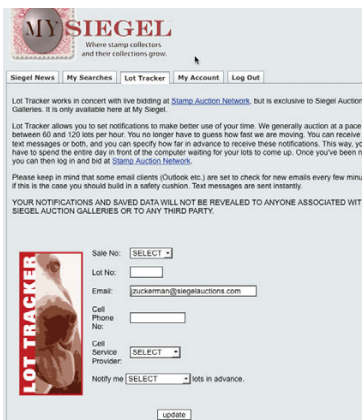 MY SIEGEL
Where stamp collectors
and their collections grow.
Siegel News My Searches Lot Tracker My Account Log Out
Lot Tracker works in concert with live bidding at Stamp Auction Network, but is exclusive to Siegel Auction
Galleries. It is only available here at My Siegel.
Lot Tracker allows you to set notifications to make better use of your time. We generally auction at a pace
between 60 and 120 lots per hour. You no longer have to guess how fast we are moving. You can receive
text messages or both, and you can specify how far in advance to receive these notifications. This way, yo
have to spend the entire day in front of the computer waiting for your lots to come up. Once you've been n
you can then log in and bid at Stamp Auction Network.
Please keep in mind that some email clients (Outlook etc.) are set to check for new emails every few minu
if this is the case you should build in a safety cushion. Text messages are sent instantly.
YOUR NOTIFICATIONS AND SAVED DATA WILL NOT BE REVEALED TO ANYONE ASSOCIATED WIT
SIEGEL AUCTION GALLERIES OR TO ANY THIRD PARTY.
LOT TRACKER
Sale No: SELECT
Lot No:
Email: jzuckerman@siegelauctions.com
Cell
Phone
No:
Cell
Service
Provider: SELECT
Notify me SELECT lots in advance.
update